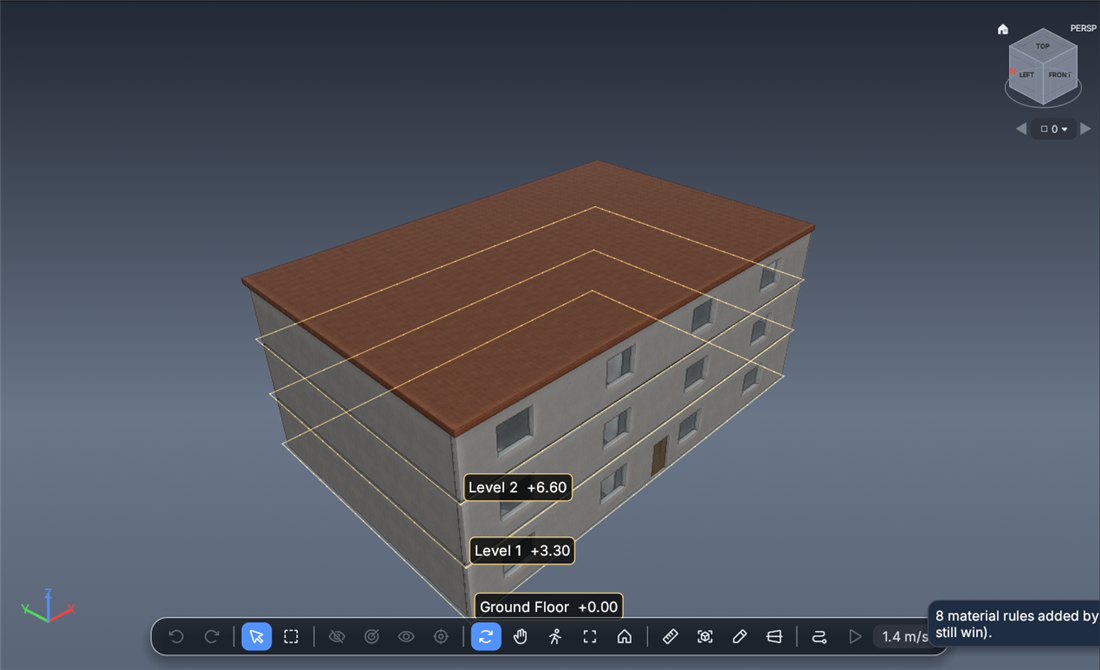 PERSP
TOP
LEFT
FRONT
0
Level 2 +6.60
Level 1 +3.30
Ground Floor +0.00
Z
Y
X
1.4 m/s
8 material rules added by
still win).